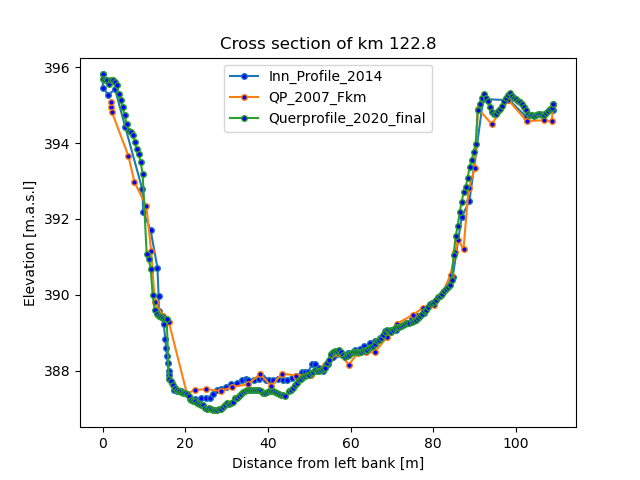 Cross section of km 122.8
Inn_Profile_2014
QP_2007_Fkm
Querprofile_2020_final
Elevation [m.a.s.l]
396
394
392
390
388
0 20 40 60 80 100
Distance from left bank [m]